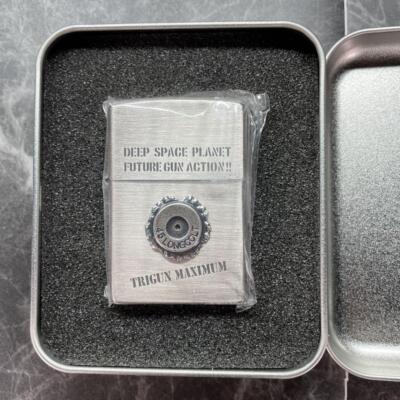 DEEP SPACE PLANET
FUTURE GUN ACTION!!
45 LONG COLT
TRIGUN MAXIMUM